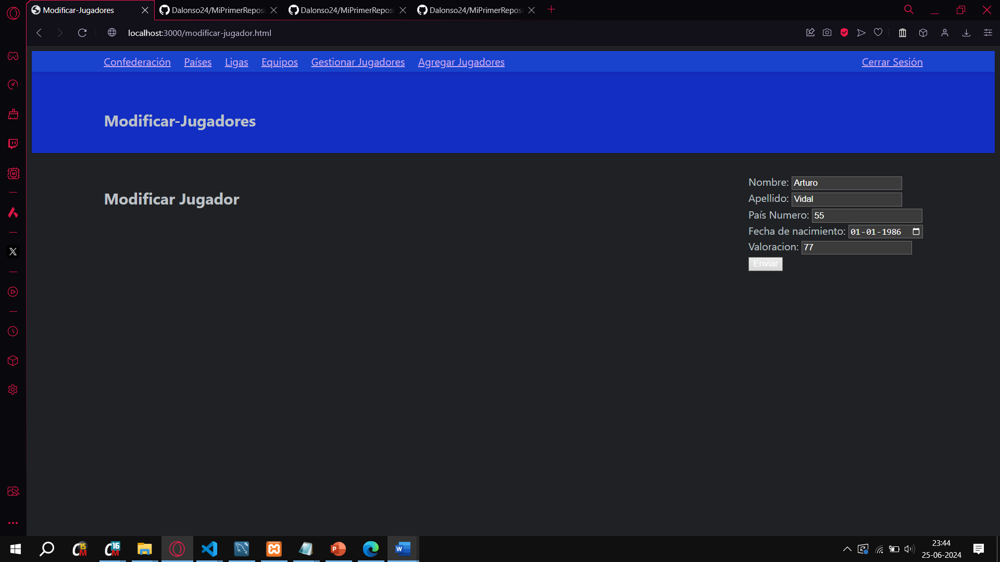 Modificar-Jugadores
Dalonso24/MiPrimerReposi
Dalonso24/MiPrimerReposi
Dalonso24/MiPrimerReposi
localhost:3000/modificar-jugador.html
Confederación Países Ligas Equipos Gestionar Jugadores Agregar Jugadores Cerrar Sesión
Modificar-Jugadores
Modificar Jugador
Nombre: Arturo
Apellido: Vidal
País Numero: 55
Fecha de nacimiento: 01-01-1986
Valoracion: 77
Enviar
23:44
25-06-2024